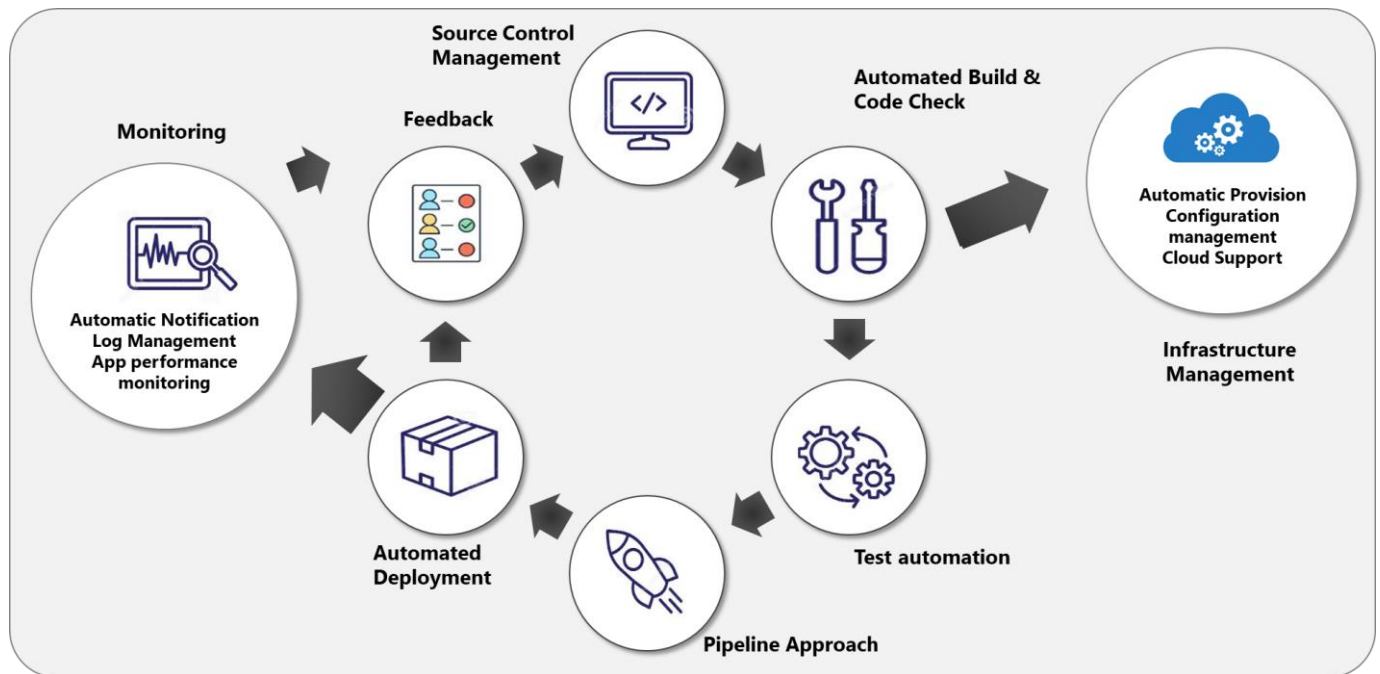 Source Control
Management
Automated Build &
Code Check
Monitoring
Feedback
Automatic Notification
Log Management
App performance
monitoring
Automatic Provision
Configuration
management
Cloud Support
Infrastructure
Management
Automated
Deployment
Test automation
Pipeline Approach